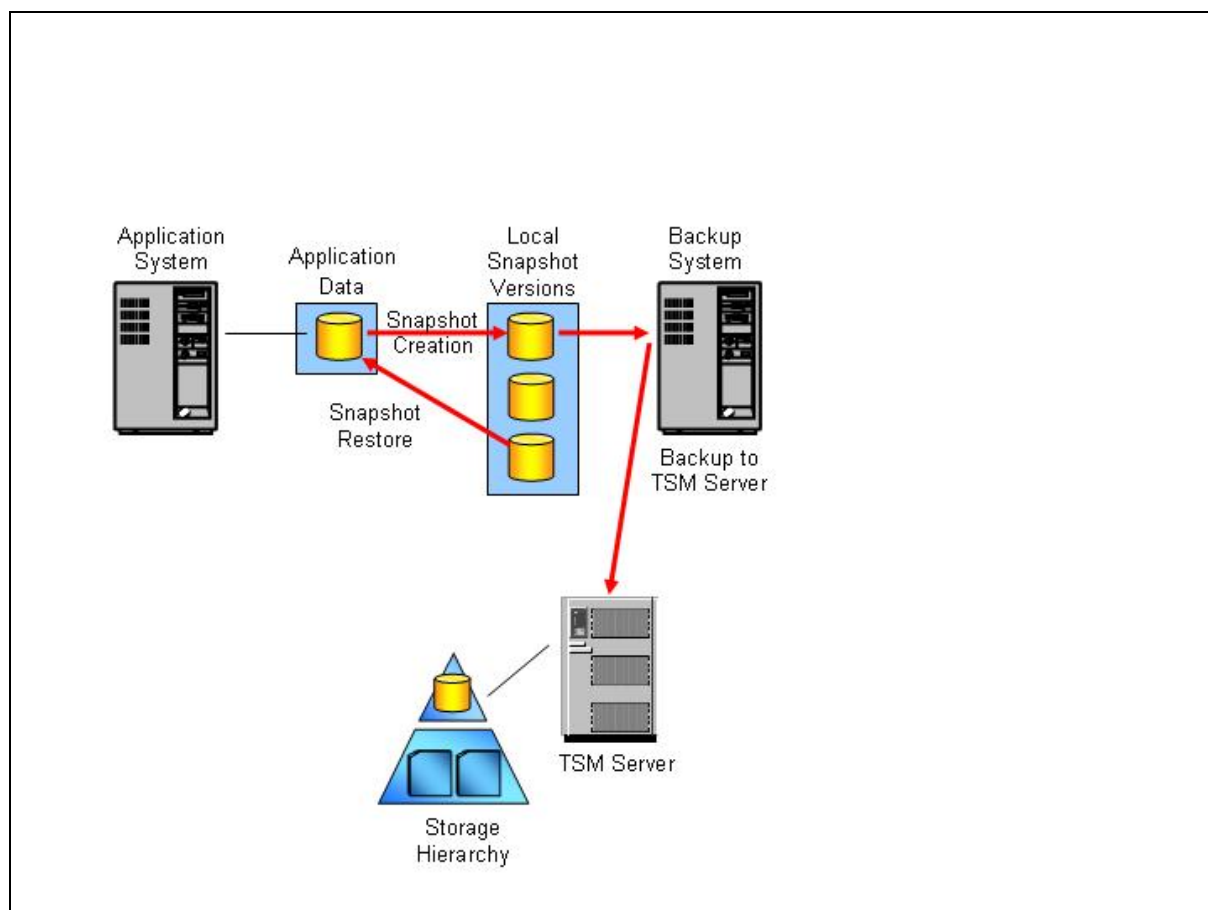 Application
System
Application
Data
Local
Snapshot
Versions
Backup
System
Snapshot
Creation
Snapshot
Restore
Backup to
TSM Server
TSM Server
Storage
Hierarchy